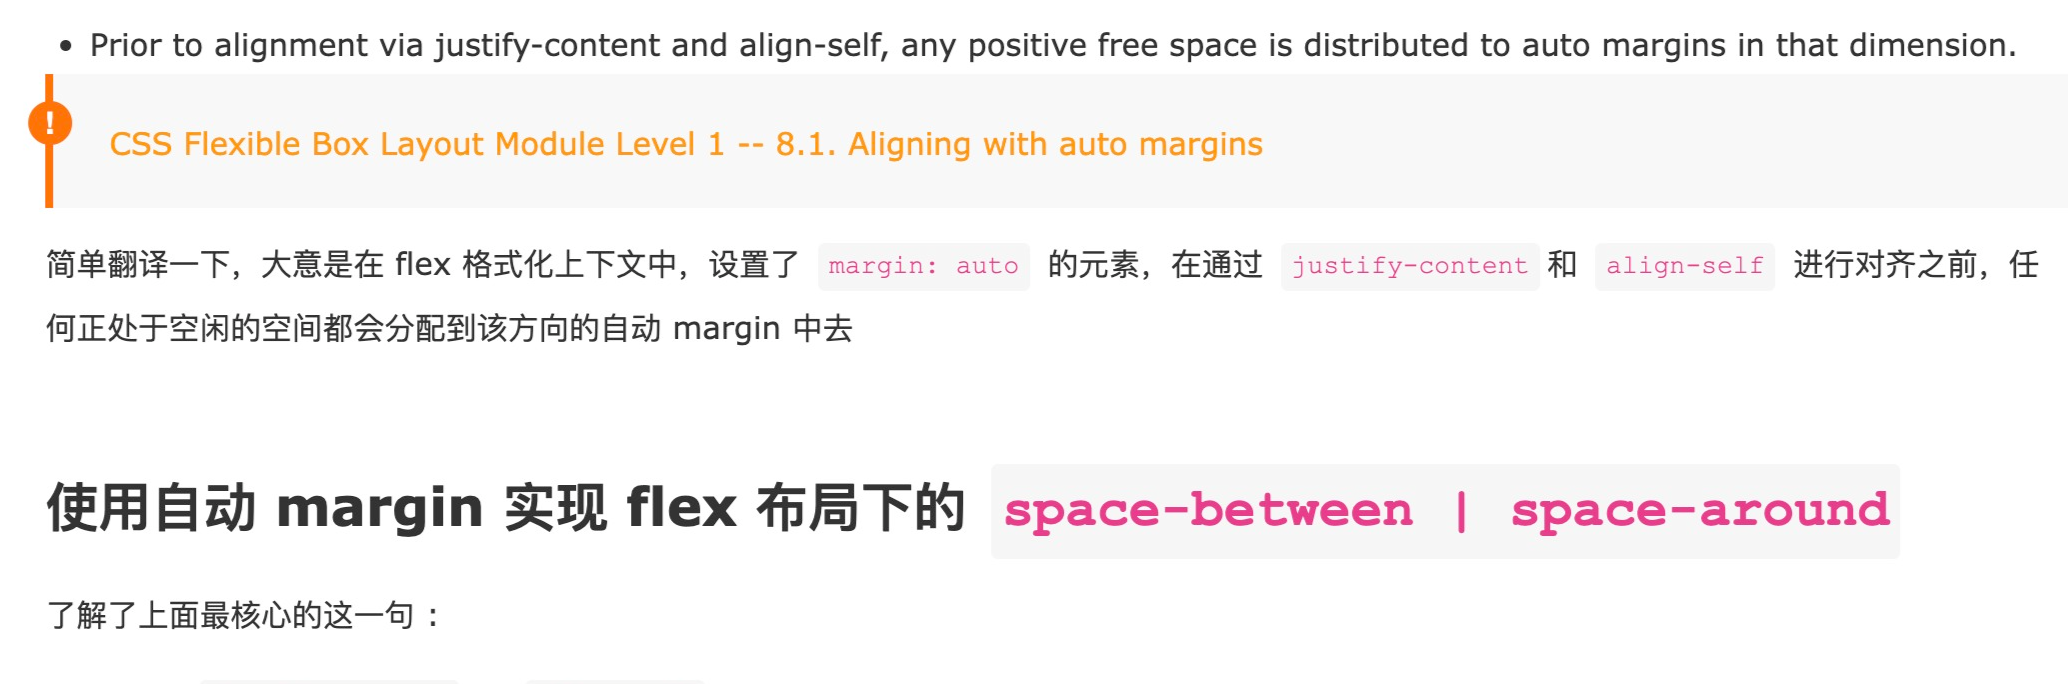 • Prior to alignment via justify-content and align-self, any positive free space is distributed to auto margins in that dimension.
!
CSS Flexible Box Layout Module Level 1 -- 8.1. Aligning with auto margins
简单翻译一下，大意是在 flex 格式化上下文中，设置了 margin: auto 的元素，在通过 justify-content 和 align-self 进行对齐之前，任
何正处于空闲的空间都会分配到该方向的自动 margin 中去
使用自动 margin 实现 flex 布局下的 space-between | space-around
了解了上面最核心的这一句 ：